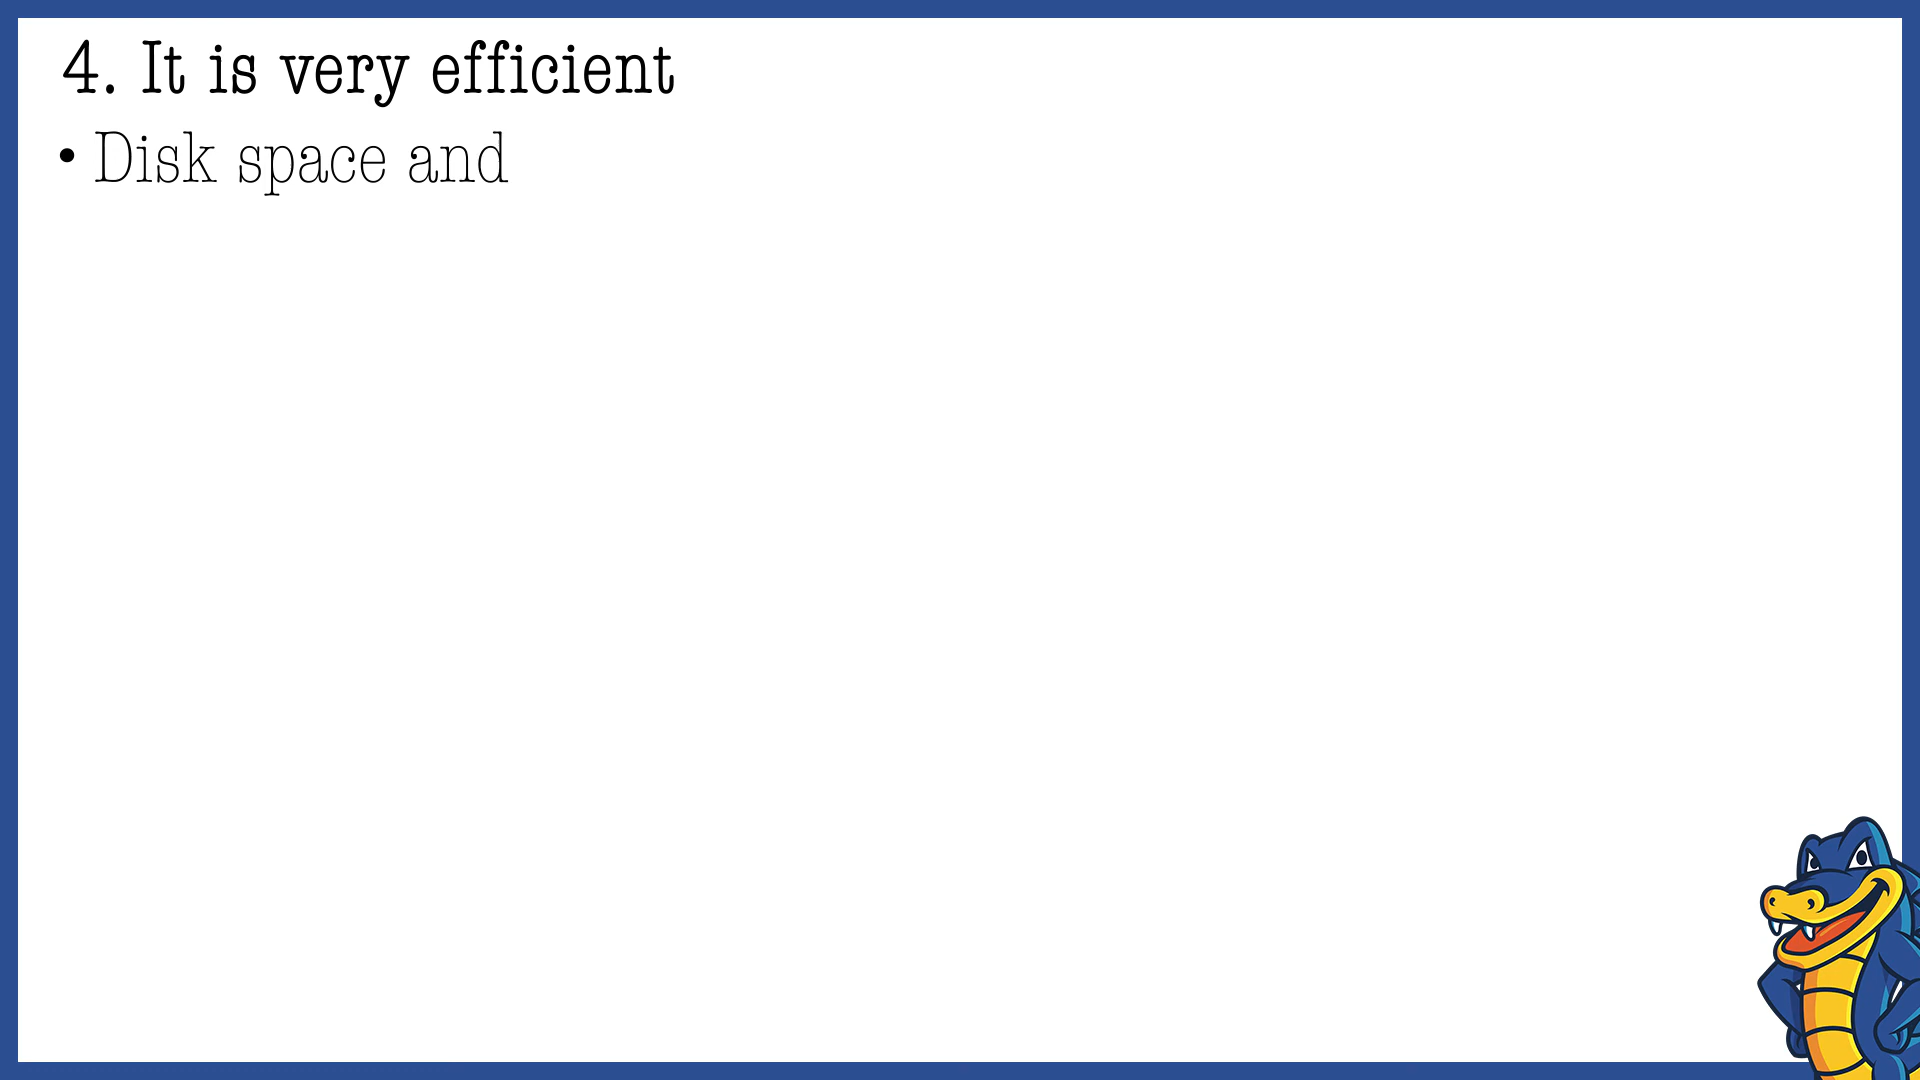 4. It is very efficient
• Disk space and